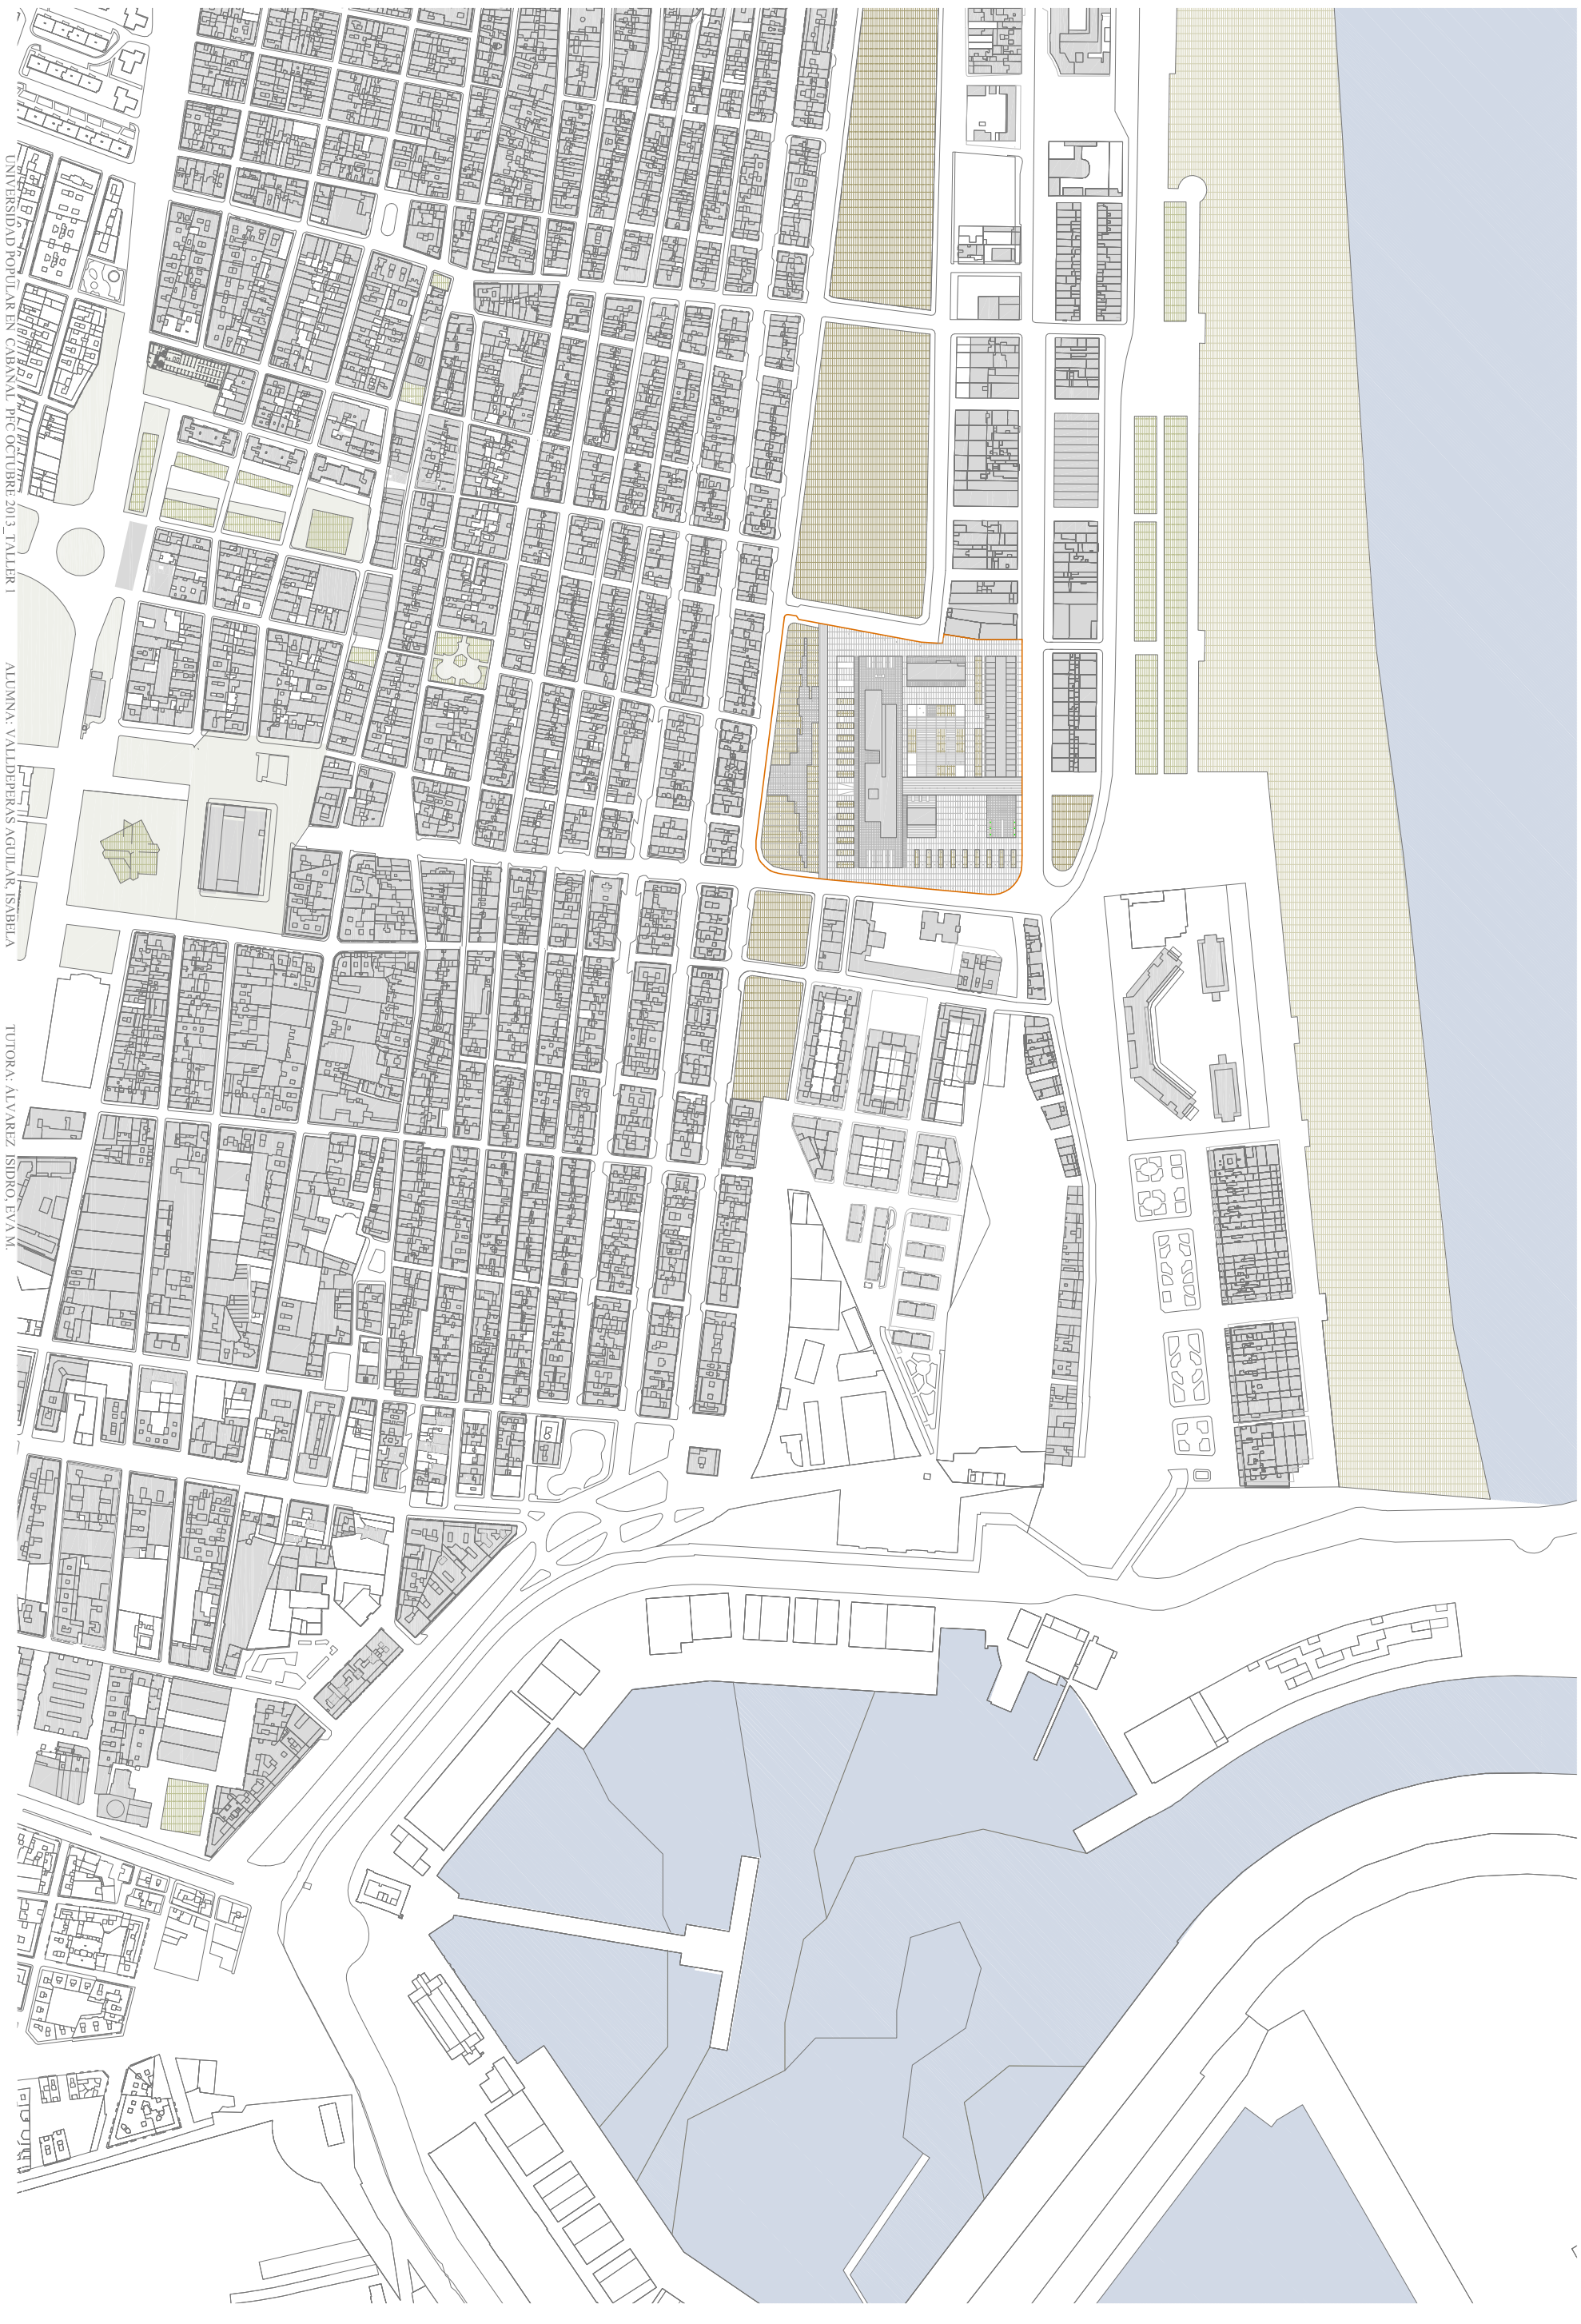 UNIVERSIDAD POPULAR EN CABANAL_PFC OCTUBRE 2013_TALLER 1
ALUMNA: VALLDEPERAS AGUILAR, ISABELA
TUTORA: ÁLVAREZ ISIDRO, EVA M.